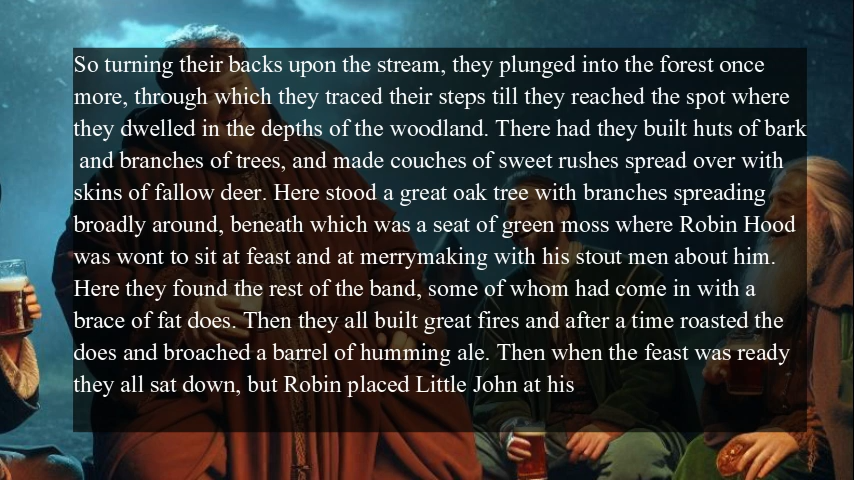 So turning their backs upon the stream, they plunged into the forest once
more, through which they traced their steps till they reached the spot where
they dwelled in the depths of the woodland. There had they built huts of bark
and branches of trees, and made couches of sweet rushes spread over with
skins of fallow deer. Here stood a great oak tree with branches spreading
broadly around, beneath which was a seat of green moss where Robin Hood
was wont to sit at feast and at merrymaking with his stout men about him.
Here they found the rest of the band, some of whom had come in with a
brace of fat does. Then they all built great fires and after a time roasted the
does and broached a barrel of humming ale. Then when the feast was ready
they all sat down, but Robin placed Little John at his